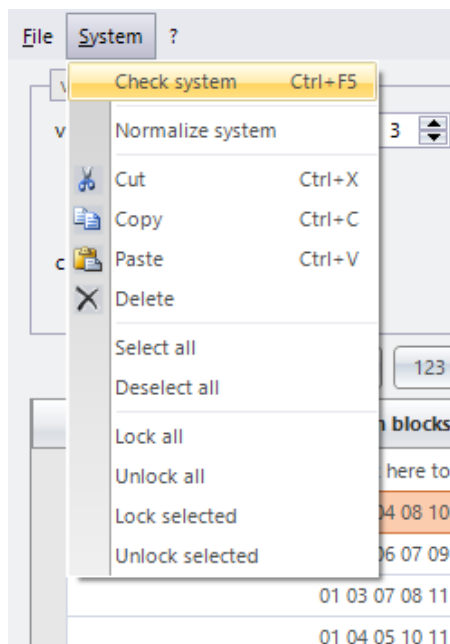 File System ?
Check system Ctrl+F5
v 3
Normalize system
Cut Ctrl+X
Copy Ctrl+C
c Paste Ctrl+V
Delete
Select all
123
Deselect all
blocks
Lock all
here to
Unlock all
04 08 10
Lock selected
06 07 09
Unlock selected
01 03 07 08 11
01 04 05 10 11